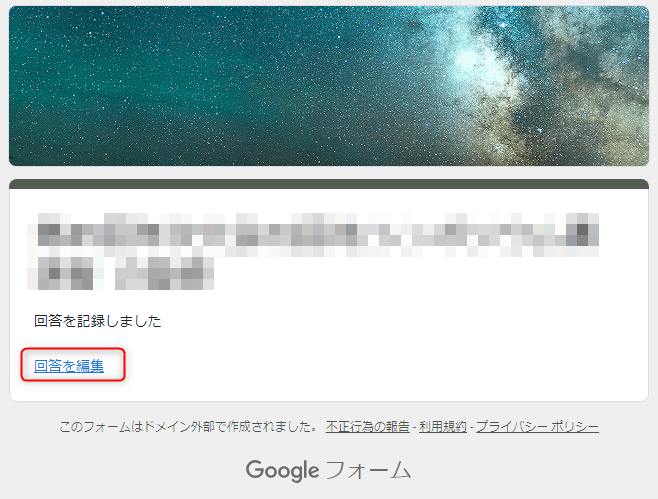 回答を記録しました
回答を編集
このフォームはドメイン外部で作成されました。 不正行為の報告 - 利用規約 - プライバシー ポリシー
Google フォーム